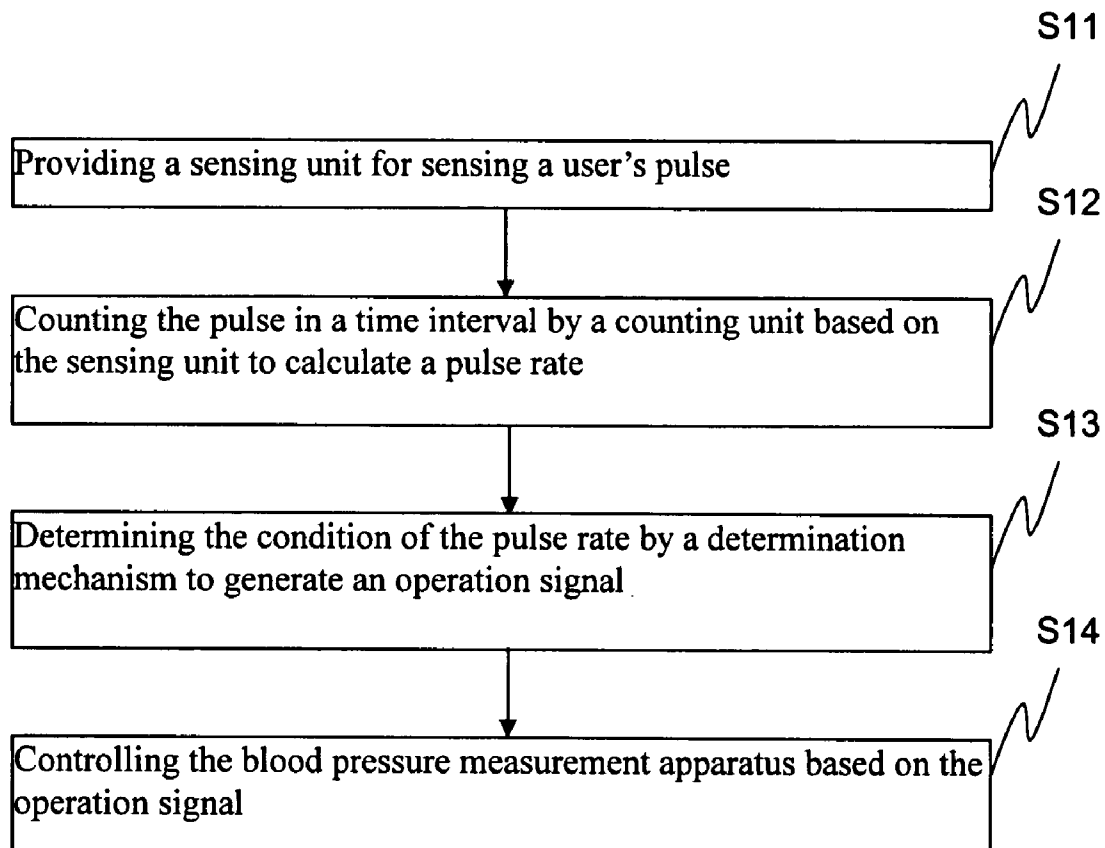 S11
Providing a sensing unit for sensing a user's pulse
S12
Counting the pulse in a time interval by a counting unit based on
the sensing unit to calculate a pulse rate
S13
Determining the condition of the pulse rate by a determination
mechanism to generate an operation signal
S14
Controlling the blood pressure measurement apparatus based on the
operation signal